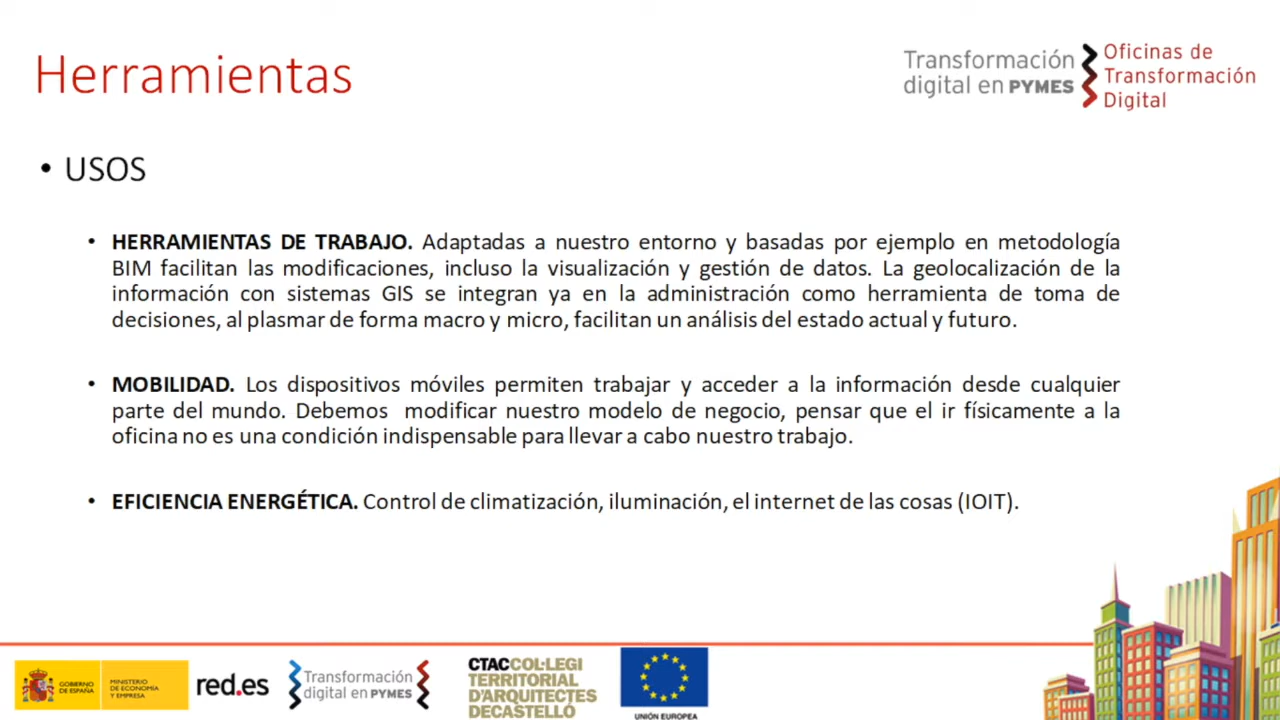 Herramientas
Transformación
digital en PYMES
Oficinas de
Transformación
Digital
• USOS
• HERRAMIENTAS DE TRABAJO. Adaptadas a nuestro entorno y basadas por ejemplo en metodología
BIM facilitan las modificaciones, incluso la visualización y gestión de datos. La geolocalización de la
información con sistemas GIS se integran ya en la administración como herramienta de toma de
decisiones, al plasmar de forma macro y micro, facilitan un análisis del estado actual y futuro.
• MOBILIDAD. Los dispositivos móviles permiten trabajar y acceder a la información desde cualquier
parte del mundo. Debemos modificar nuestro modelo de negocio, pensar que el ir físicamente a la
oficina no es una condición indispensable para llevar a cabo nuestro trabajo.
• EFICIENCIA ENERGÉTICA. Control de climatización, iluminación, el internet de las cosas (IOIT).
GOBIERNO
DE ESPAÑA
MINISTERIO
DE ECONOMÍA
Y EMPRESA
red.es
Transformación
digital en PYMES
CTAC COL·LEGI
TERRITORIAL
D'ARQUITECTES
DE CASTELLÓ
UNIÓN EUROPEA